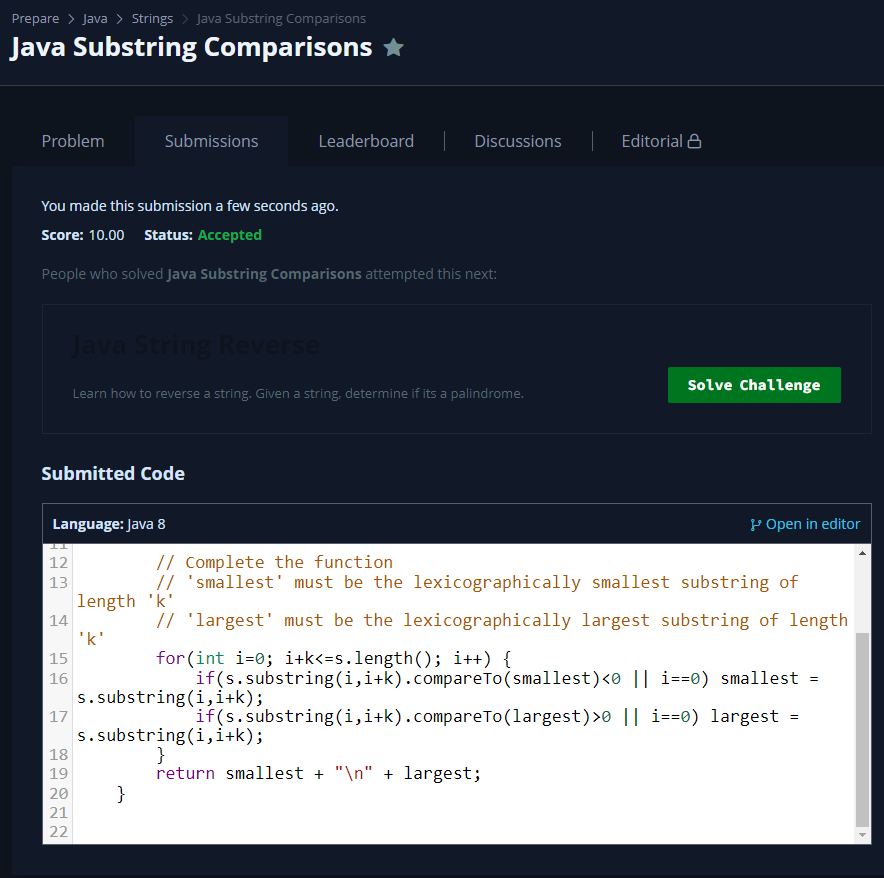 Prepare > Java > Strings > Java Substring Comparisons
Java Substring Comparisons
Problem
Submissions
Leaderboard
Discussions
Editorial
You made this submission a few seconds ago.
Score: 10.00 Status: Accepted
People who solved Java Substring Comparisons attempted this next:
Java String Reverse
Learn how to reverse a string. Given a string, determine if its a palindrome.
Solve Challenge
Submitted Code
Language: Java 8
Open in editor
11
12 // Complete the function
13 // 'smallest' must be the lexicographically smallest substring of
length 'k'
14 // 'largest' must be the lexicographically largest substring of length
'k'
15 for(int i=0; i+k<=s.length(); i++) {
16 if(s.substring(i,i+k).compareTo(smallest)<0 || i==0) smallest =
s.substring(i,i+k);
17 if(s.substring(i,i+k).compareTo(largest)>0 || i==0) largest =
s.substring(i,i+k);
18 }
19 return smallest + "\n" + largest;
20 }
21
22